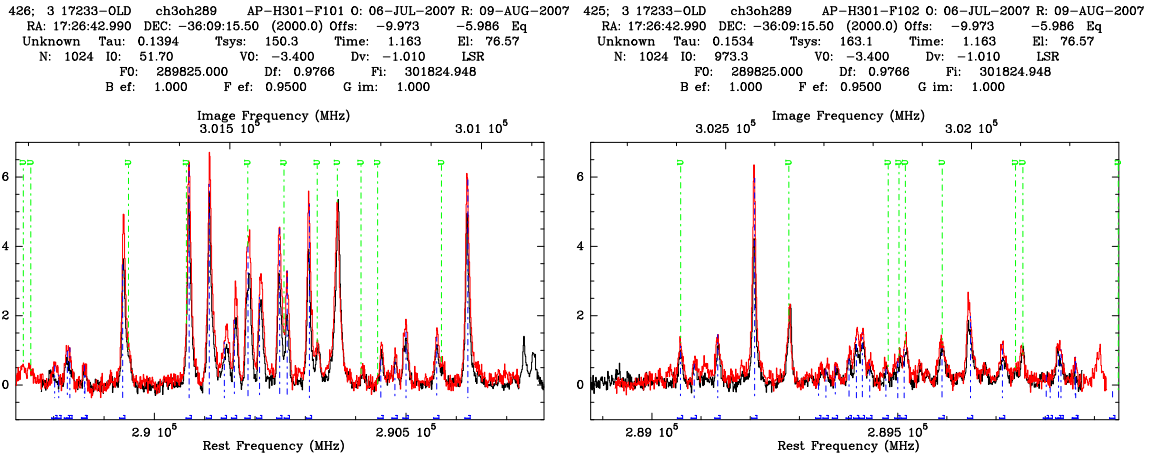 426; 3 17233-OLD ch3oh289 AP-H301-F101 O: 06-JUL-2007 R: 09-AUG-2007
RA: 17:26:42.990 DEC: -36:09:15.50 (2000.0) Offs: -9.973 -5.986 Eq
Unknown Tau: 0.1394 Tsys: 150.3 Time: 1.163 El: 76.57
N: 1024 I0: 51.70 V0: -3.400 Dv: -1.010 LSR
F0: 289825.000 Df: 0.9766 Fi: 301824.948
B ef: 1.000 F ef: 0.9500 G im: 1.000
Image Frequency (MHz)
3.015 10^5 3.01 10^5
6
4
2
0
2.9 10^5 2.905 10^5
Rest Frequency (MHz)
425; 3 17233-OLD ch3oh289 AP-H301-F102 O: 06-JUL-2007 R: 09-AUG-2007
RA: 17:26:42.990 DEC: -36:09:15.50 (2000.0) Offs: -9.973 -5.986 Eq
Unknown Tau: 0.1534 Tsys: 163.1 Time: 1.163 El: 76.57
N: 1024 I0: 973.3 V0: -3.400 Dv: -1.010 LSR
F0: 289825.000 Df: 0.9766 Fi: 301824.948
B ef: 1.000 F ef: 0.9500 G im: 1.000
Image Frequency (MHz)
3.025 10^5 3.02 10^5
6
4
2
0
2.89 10^5 2.895 10^5
Rest Frequency (MHz)